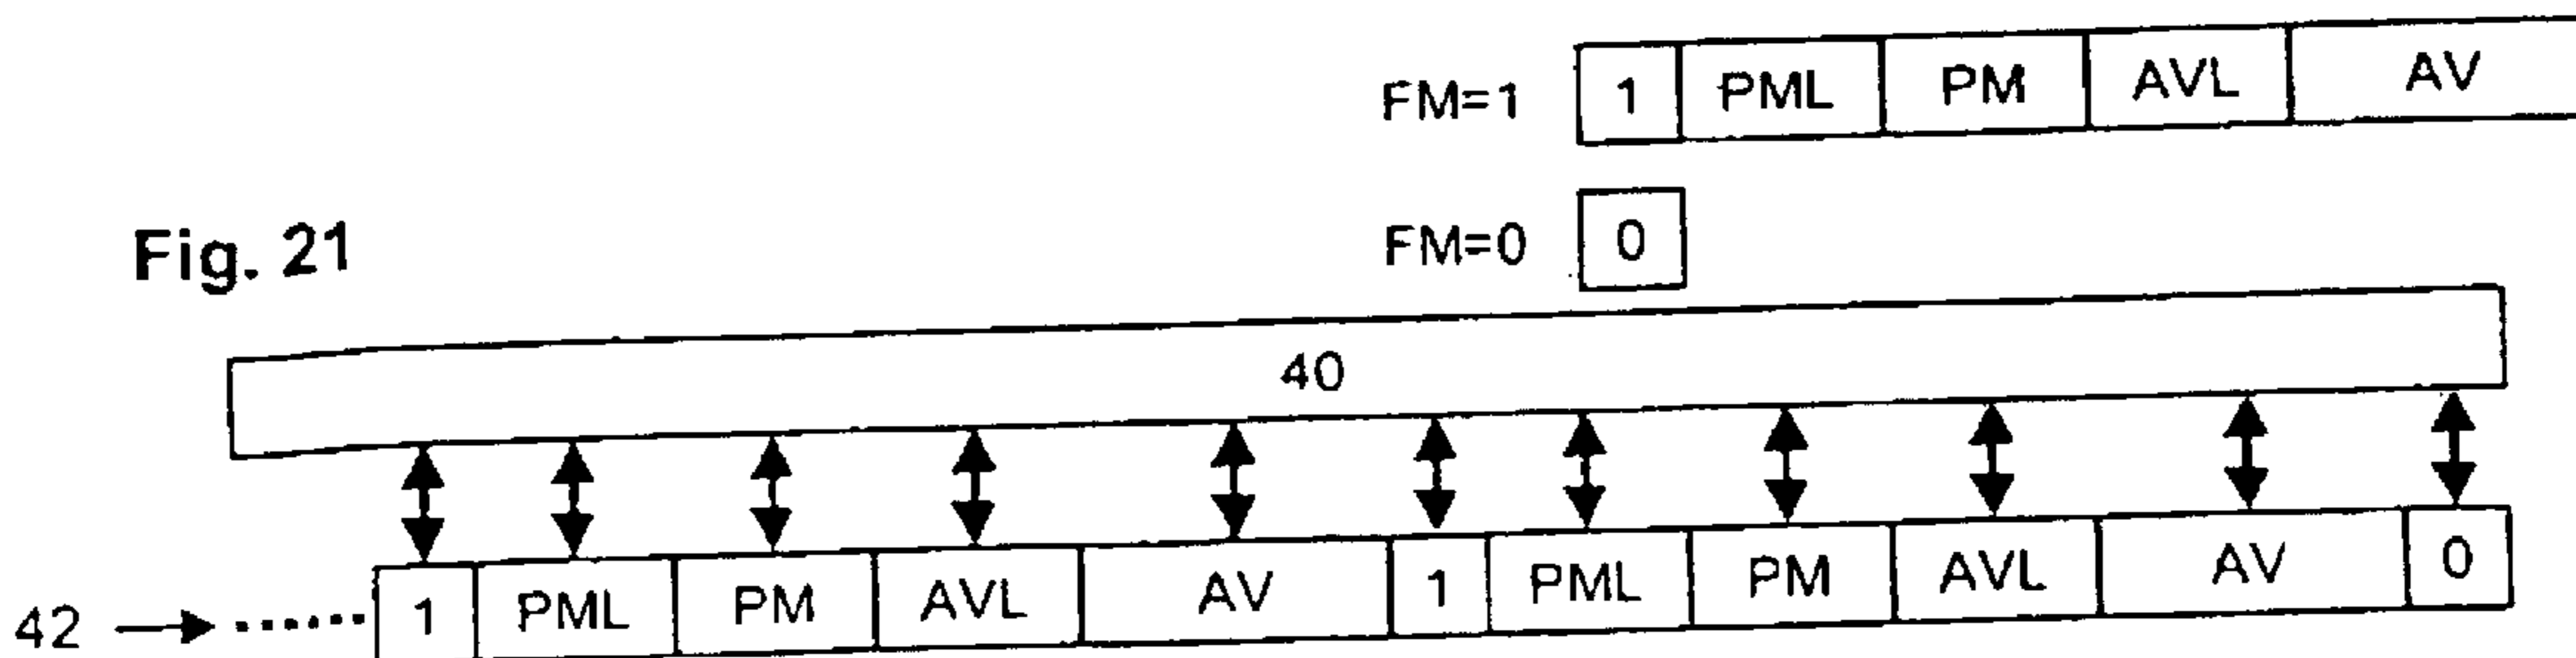 FM=1 1 PML PM AVL AV
FM=0 0
Fig. 21
40
42 1 PML PM AVL AV 1 PML PM AVL AV 0